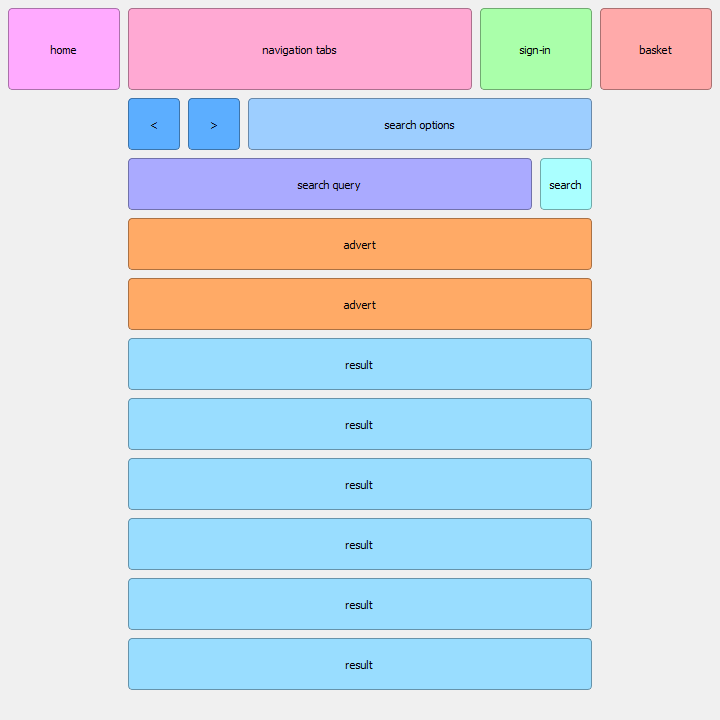 home
navigation tabs
sign-in
basket
<
>
search options
search query
search
advert
advert
result
result
result
result
result
result